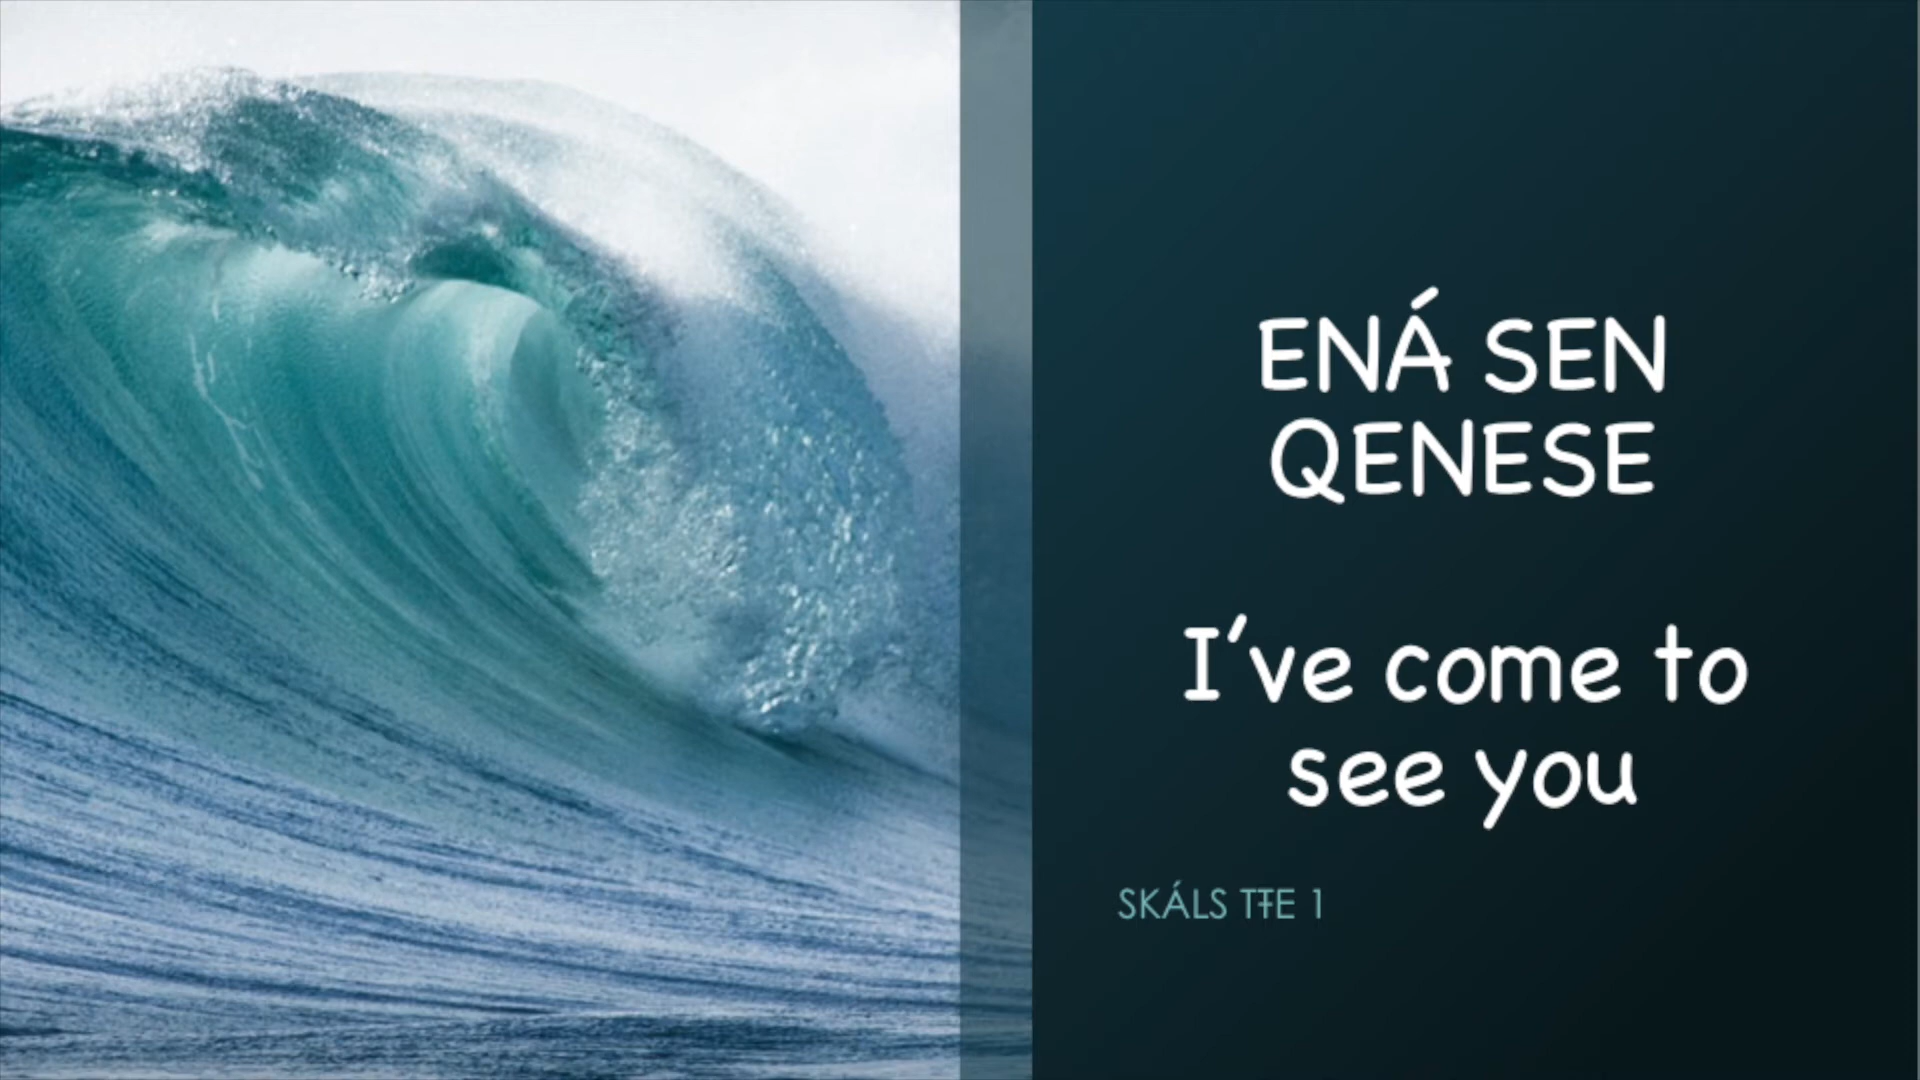 ENÁ SEN
QENESE
I've come to
see you
SKÁLS TŦE 1